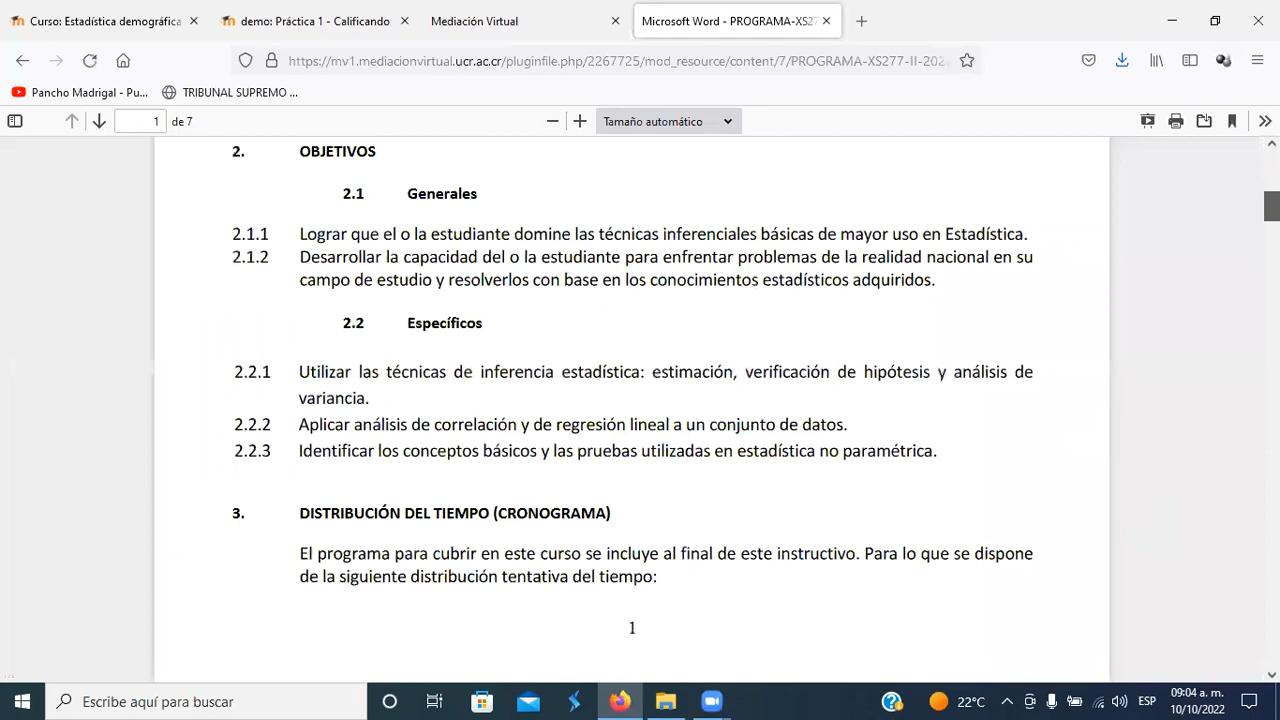 Curso: Estadística demográfica
demo: Práctica 1 - Calificando
Mediación Virtual
Microsoft Word - PROGRAMA-XS27
https://mv1.mediacionvirtual.ucr.ac.cr/pluginfile.php/2267725/mod_resource/content/7/PROGRAMA-XS277-II-202
Pancho Madrigal - Pu...
TRIBUNAL SUPREMO ...
1 de 7
Tamaño automático
2. OBJETIVOS
2.1 Generales
2.1.1 Lograr que el o la estudiante domine las técnicas inferenciales básicas de mayor uso en Estadística.
2.1.2 Desarrollar la capacidad del o la estudiante para enfrentar problemas de la realidad nacional en su
campo de estudio y resolverlos con base en los conocimientos estadísticos adquiridos.
2.2 Específicos
2.2.1 Utilizar las técnicas de inferencia estadística: estimación, verificación de hipótesis y análisis de
variancia.
2.2.2 Aplicar análisis de correlación y de regresión lineal a un conjunto de datos.
2.2.3 Identificar los conceptos básicos y las pruebas utilizadas en estadística no paramétrica.
3. DISTRIBUCIÓN DEL TIEMPO (CRONOGRAMA)
El programa para cubrir en este curso se incluye al final de este instructivo. Para lo que se dispone
de la siguiente distribución tentativa del tiempo:
1
Escribe aquí para buscar
22°C
ESP
09:04 a. m.
10/10/2022